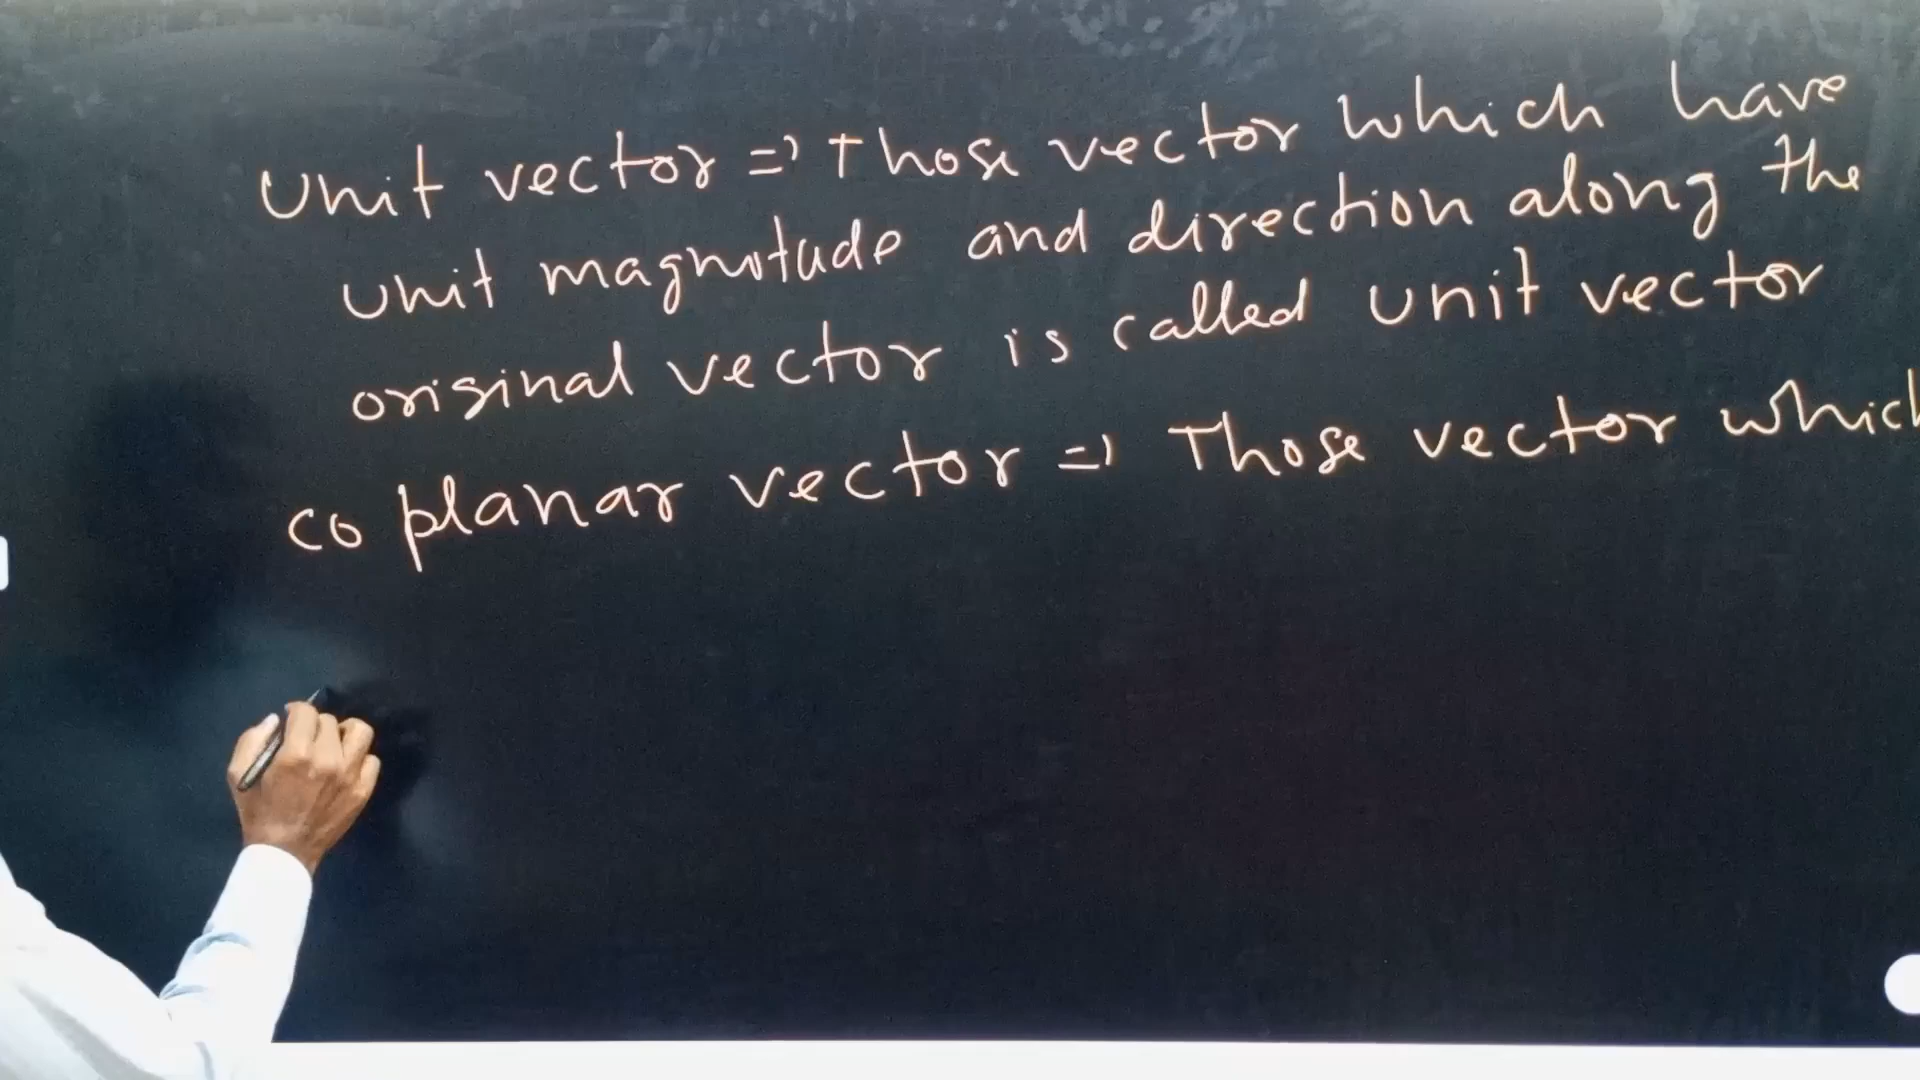 Unit vector => Those vector which have
unit magnitude and direction along the
original vector is called unit vector
co planar vector => Those vector which